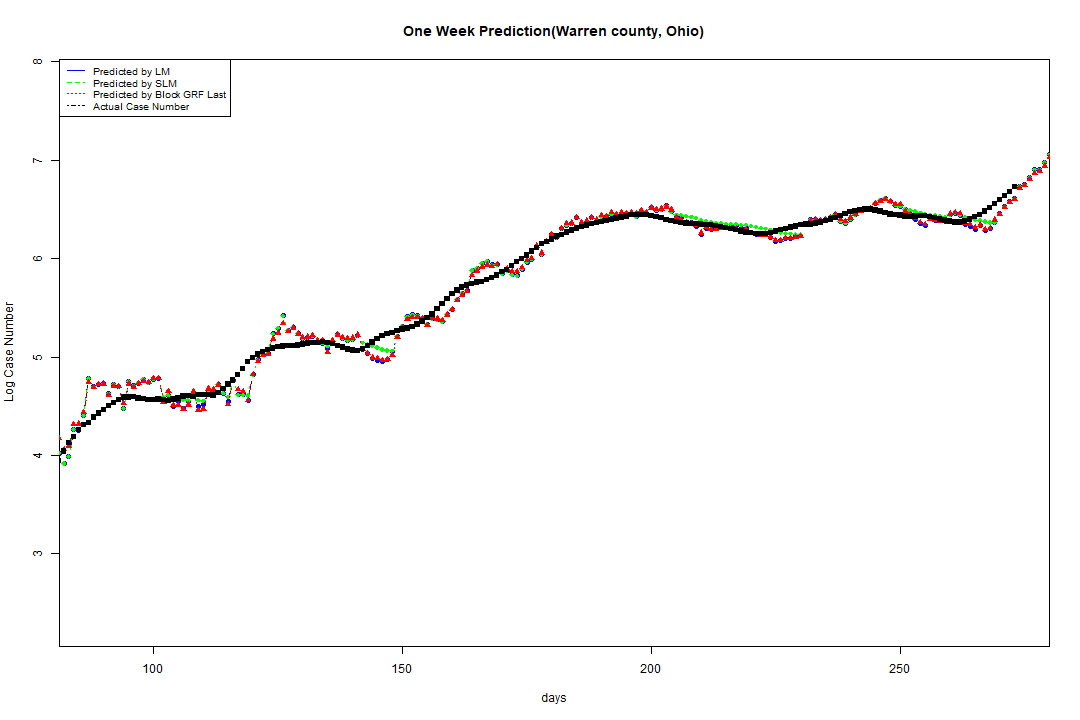 One Week Prediction(Warren county, Ohio)
Predicted by LM
Predicted by SLM
Predicted by Block GRF Last
Actual Case Number
8
7
6
5
4
3
Log Case Number
100 150 200 250
days